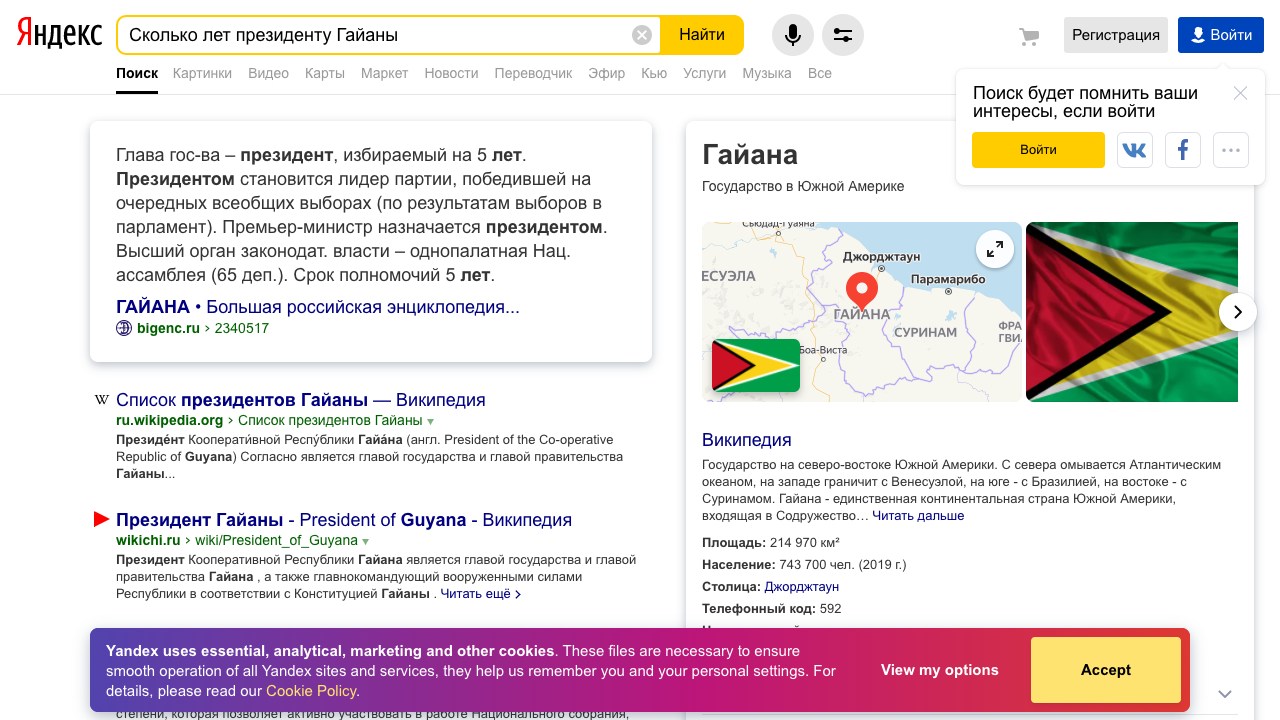 Яндекс
Сколько лет президенту Гайаны
Найти
Регистрация
Войти
Поиск
Картинки
Видео
Карты
Маркет
Новости
Переводчик
Эфир
Кью
Услуги
Музыка
Все
Поиск будет помнить ваши
интересы, если войти
Войти
Глава гос-ва – президент, избираемый на 5 лет.
Президентом становится лидер партии, победившей на
очередных всеобщих выборах (по результатам выборов в
парламент). Премьер-министр назначается президентом.
Высший орган законодат. власти – однопалатная Нац.
ассамблея (65 деп.). Срок полномочий 5 лет.
ГАЙАНА • Большая российская энциклопедия...
bigenc.ru › 2340517
Список президентов Гайаны — Википедия
ru.wikipedia.org › Список президентов Гайаны
Президе́нт Кооперати́вной Респу́блики Гайа́на (англ. President of the Co-operative
Republic of Guyana) Согласно является главой государства и главой правительства
Гайаны...
Президент Гайаны - President of Guyana - Википедия
wikichi.ru › wiki/President_of_Guyana
Президент Кооперативной Республики Гайана является главой государства и главой
правительства Гайана , а также главнокомандующий вооруженными силами
Республики в соответствии с Конституцией Гайаны . Читать ещё ›
Гайана
Государство в Южной Америке
Сьюдад-Гуаяна
Джорджтаун
ЕСУЭЛА
Парамарибо
ГАЙАНА
СУРИНАМ
ФРА
ГВИ
Боа-Виста
Википедия
Государство на северо-востоке Южной Америки. С севера омывается Атлантическим
океаном, на западе граничит с Венесуэлой, на юге - с Бразилией, на востоке - с
Суринамом. Гайана - единственная континентальная страна Южной Америки,
входящая в Содружество… Читать дальше
Площадь: 214 970 км²
Население: 743 700 чел. (2019 г.)
Столица: Джорджтаун
Телефонный код: 592
Yandex uses essential, analytical, marketing and other cookies. These files are necessary to ensure
smooth operation of all Yandex sites and services, they help us remember you and your personal settings. For
details, please read our Cookie Policy.
View my options
Accept
степени, которая позволяет активно участвовать в работе Национального собрания,